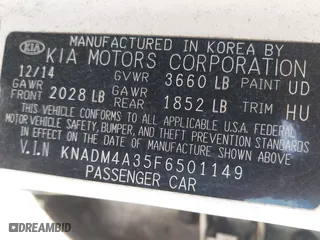 MANUFACTURED IN KOREA BY
KIA KIA MOTORS CORPORATION
12/14 GVWR 3660 LB PAINT UD
GAWR FRONT 2028 LB GAWR REAR 1852 LB TRIM HU
THIS VEHICLE CONFORMS TO ALL APPLICABLE
U.S.A. FEDERAL MOTOR VEHICLE
SAFETY, BUMPER, AND THEFT PREVENTION
STANDARDS IN EFFECT ON THE DATE OF
MANUFACTURE SHOWN ABOVE.
V.I.N KNADM4A35F6501149
PASSENGER CAR
© DEALERSHIP WHOLESALE